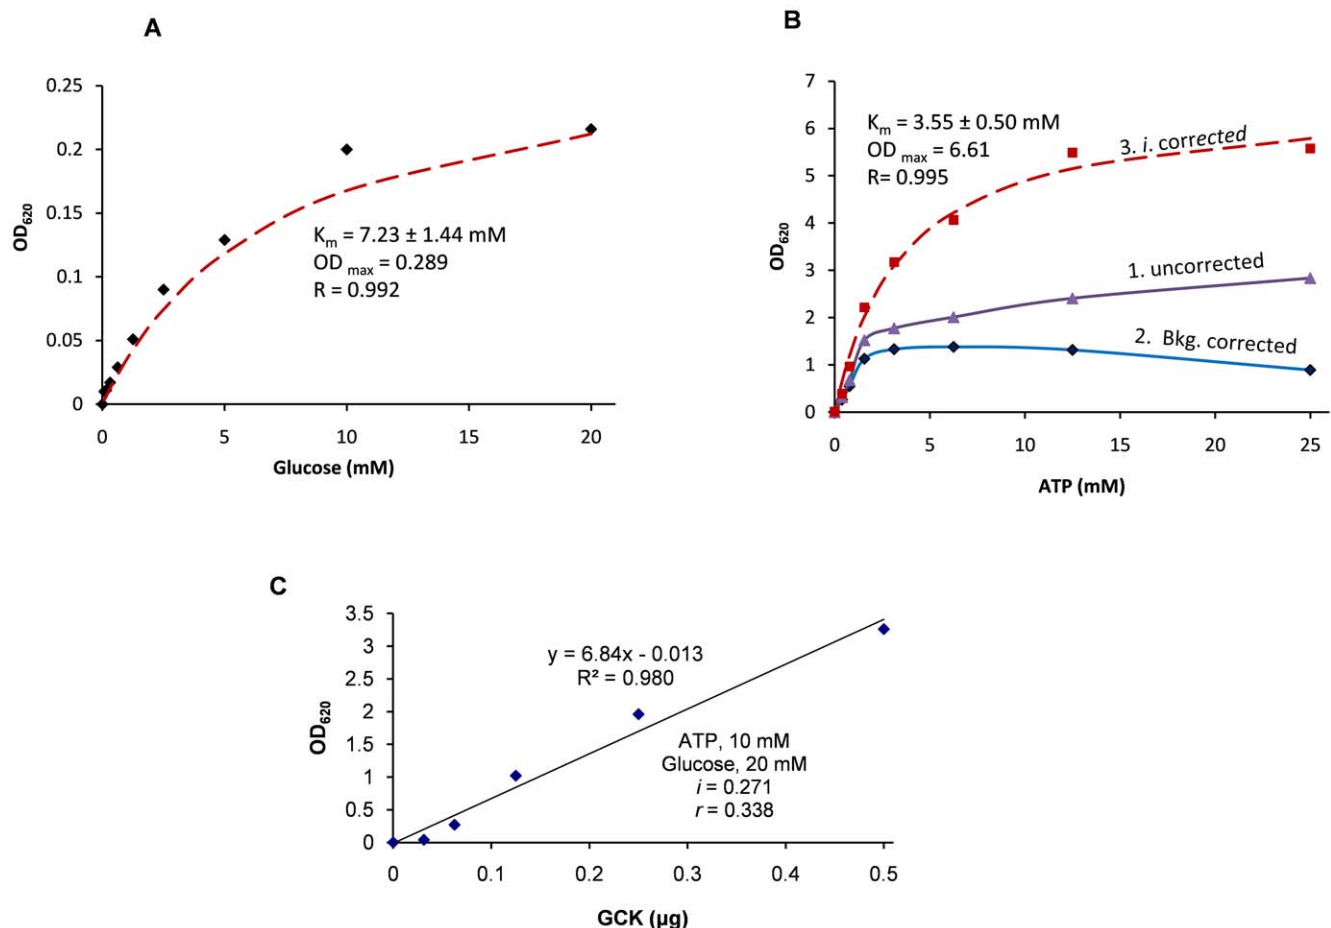 A
0.25
0.2
0.15
0.1
0.05
0
OD620
Km = 7.23 ± 1.44 mM
OD max = 0.289
R = 0.992
0 5 10 15 20
Glucose (mM)
B
7
6
5
4
3
2
1
0
OD620
Km = 3.55 ± 0.50 mM
OD max = 6.61
R= 0.995
3. i. corrected
1. uncorrected
2. Bkg. corrected
0 5 10 15 20 25
ATP (mM)
C
3.5
3
2.5
2
1.5
1
0.5
0
OD620
y = 6.84x - 0.013
R² = 0.980
ATP, 10 mM
Glucose, 20 mM
i = 0.271
r = 0.338
0 0.1 0.2 0.3 0.4 0.5
GCK (µg)